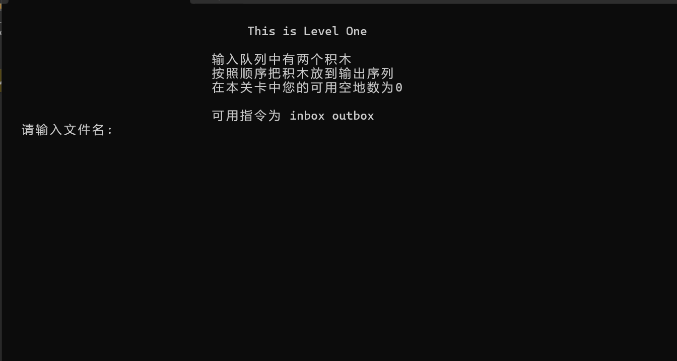 This is Level One
输入队列中有两个积木
按照顺序把积木放到输出序列
在本关卡中您的可用空地数为0
可用指令为 inbox outbox
请输入文件名: